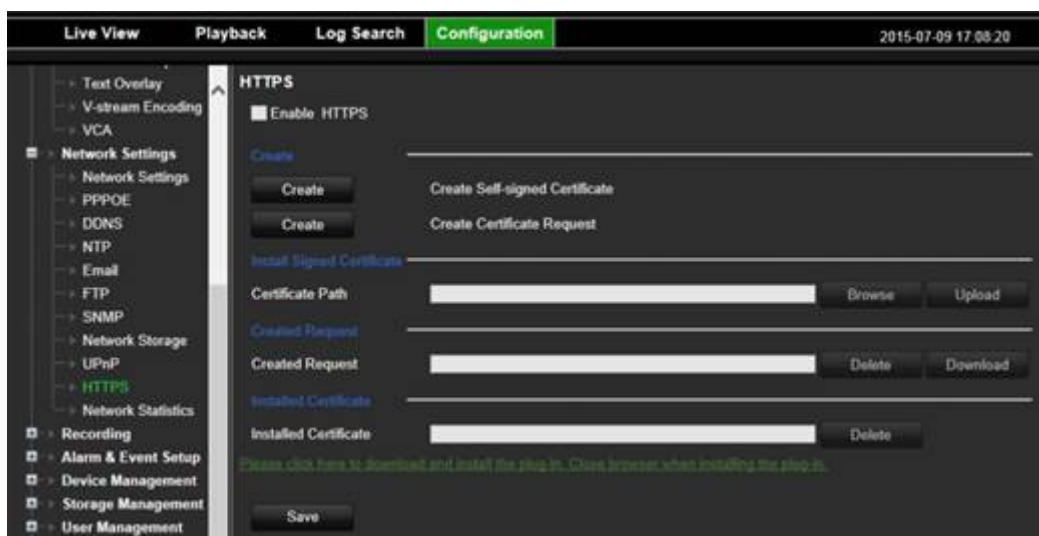 Live View Playback Log Search Configuration 2015-07-09 17:08:20
Text Overlay
V-stream Encoding
VCA
Network Settings
Network Settings
PPPOE
DDNS
NTP
Email
FTP
SNMP
Network Storage
UPnP
HTTPS
Network Statistics
Recording
Alarm & Event Setup
Device Management
Storage Management
User Management
HTTPS
Enable HTTPS
Create
Create Create Self-signed Certificate
Create Create Certificate Request
Install Signed Certificate
Certificate Path Browse Upload
Created Request
Created Request Delete Download
Installed Certificate
Installed Certificate Delete
Please click here to download and install the plug-in. Close browser when installing the plug-in.
Save